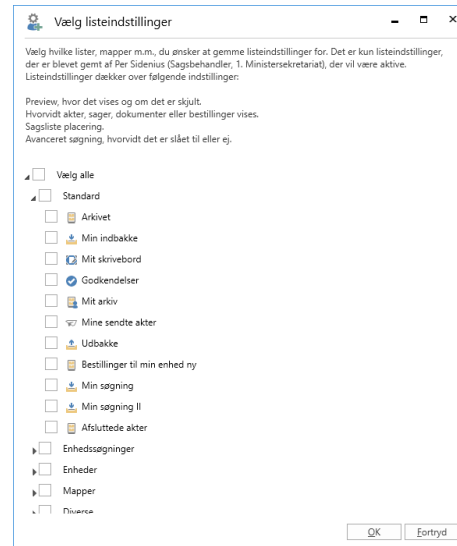 Vælg listeindstillinger
Vælg hvilke lister, mapper m.m., du ønsker at gemme listeindstillinger for. Det er kun listeindstillinger,
der er blevet gemt af Per Sidenius (Sagsbehandler, 1. Ministersekretariat), der vil være aktive.
Listeindstillinger dækker over følgende indstillinger:
Preview, hvor det vises og om det er skjult.
Hvorvidt akter, sager, dokumenter eller bestillinger vises.
Sagsliste placering.
Avanceret søgning, hvorvidt det er slået til eller ej.
Vælg alle
Standard
Arkivet
Min indbakke
Mit skrivebord
Godkendelser
Mit arkiv
Mine sendte akter
Udbakke
Bestillinger til min enhed ny
Min søgning
Min søgning II
Afsluttede akter
Enhedssøgninger
Enheder
Mapper
Diverse
OK Fortryd